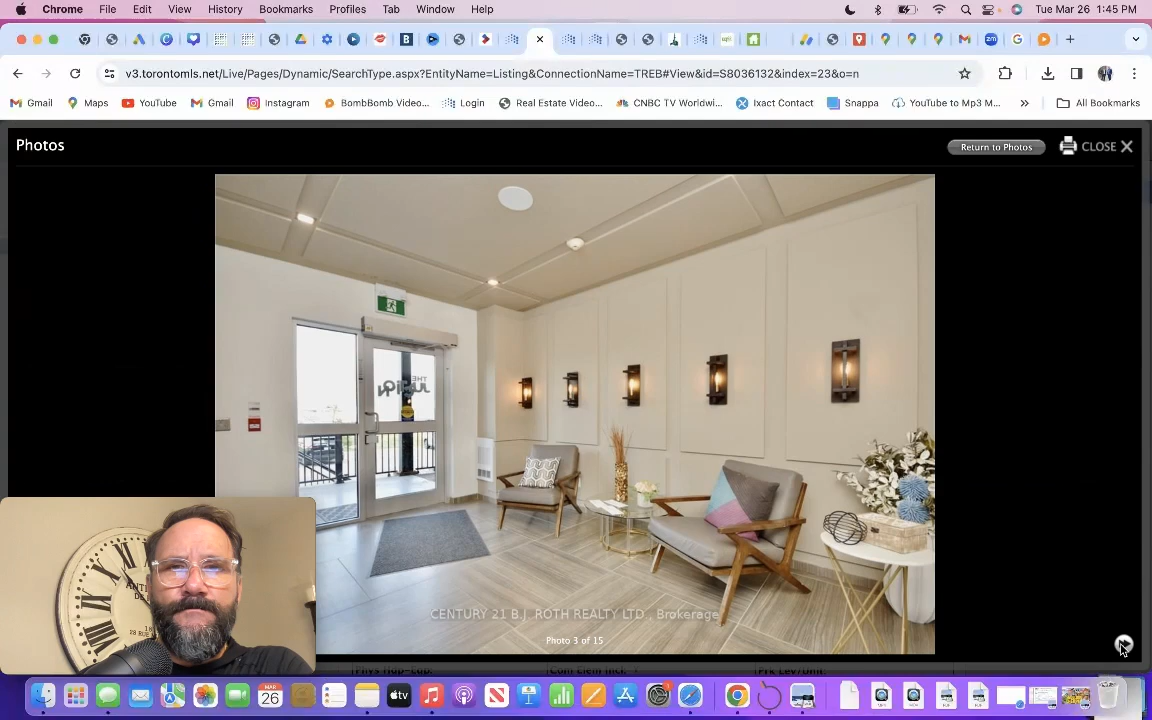 Chrome File Edit View History Bookmarks Profiles Tab Window Help Tue Mar 26 1:45 PM
v3.torontomls.net/Live/Pages/Dynamic/SearchType.aspx?EntityName=Listing&ConnectionName=TREB#View&id=S8036132&index=23&o=n
Gmail Maps YouTube Gmail Instagram BombBomb Video... Login Real Estate Video... CNBC TV Worldwi... Ixact Contact Snappa YouTube to Mp3 M... » All Bookmarks
Photos Return to Photos CLOSE
CENTURY 21 B.J. ROTH REALTY LTD., Brokerage
Photo 3 of 15
MAR
26
tv